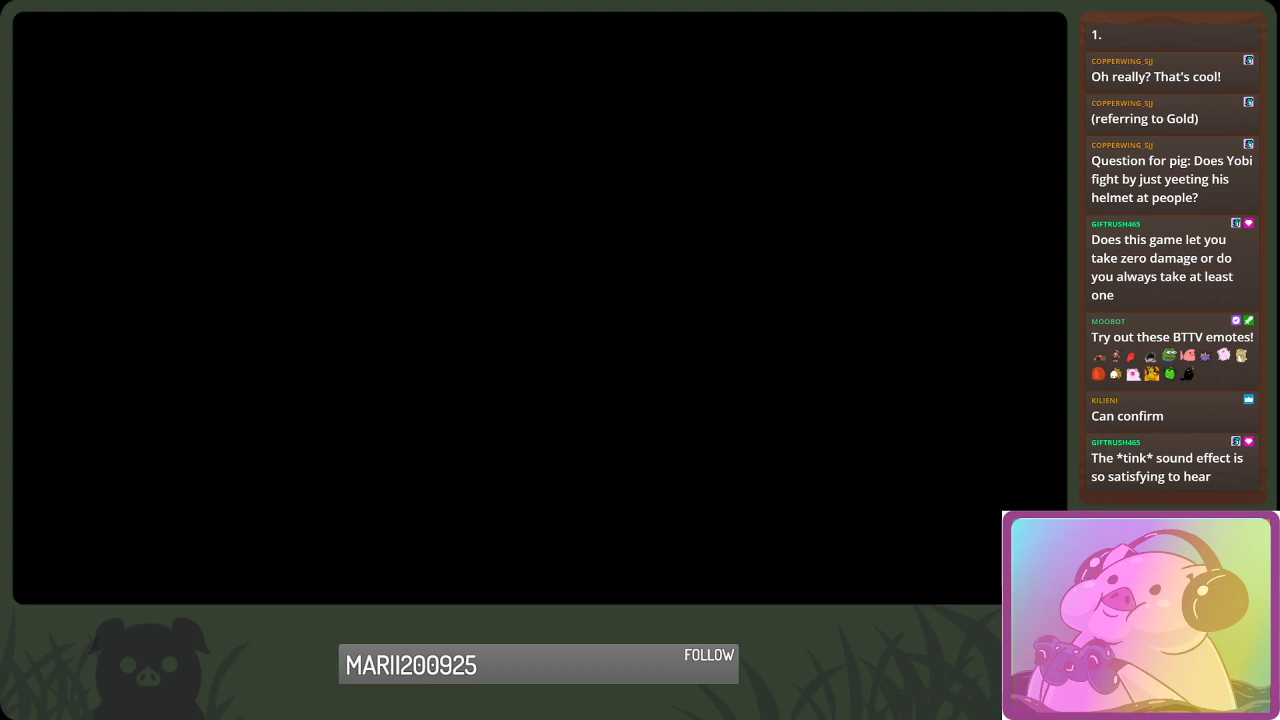 1.
COPPERWING_SJJ
Oh really? That's cool!
COPPERWING_SJJ
(referring to Gold)
COPPERWING_SJJ
Question for pig: Does Yobi
fight by just yeeting his
helmet at people?
GIFTRUSH465
Does this game let you
take zero damage or do
you always take at least
one
MOOBOT
Try out these BTTV emotes!
KILIENI
Can confirm
GIFTRUSH465
The *tink* sound effect is
so satisfying to hear
MARII200925
FOLLOW